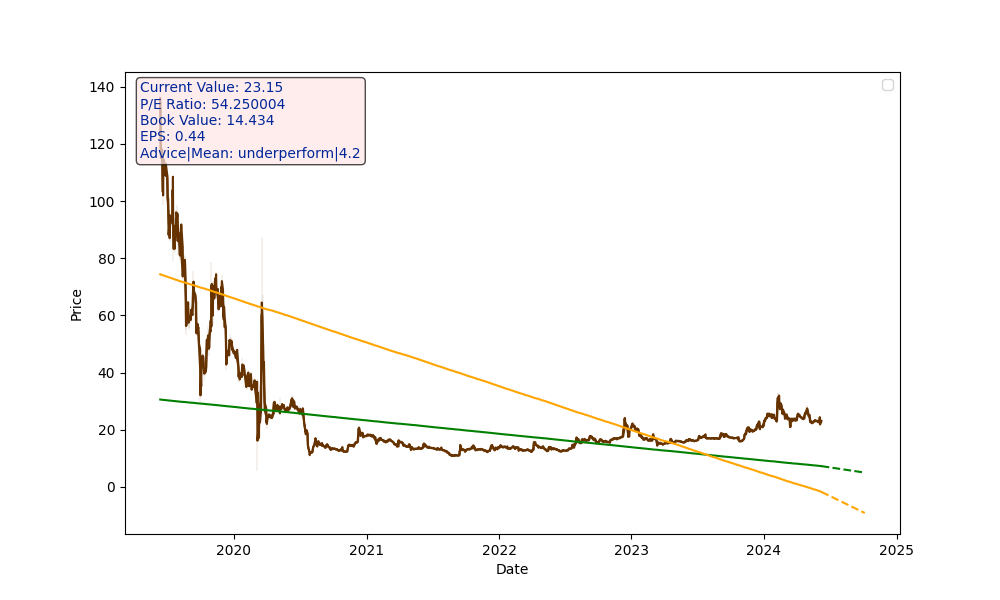 Current Value: 23.15
P/E Ratio: 54.250004
Book Value: 14.434
EPS: 0.44
Advice|Mean: underperform|4.2
140
120
100
80
60
40
20
0
Price
2020 2021 2022 2023 2024 2025
Date